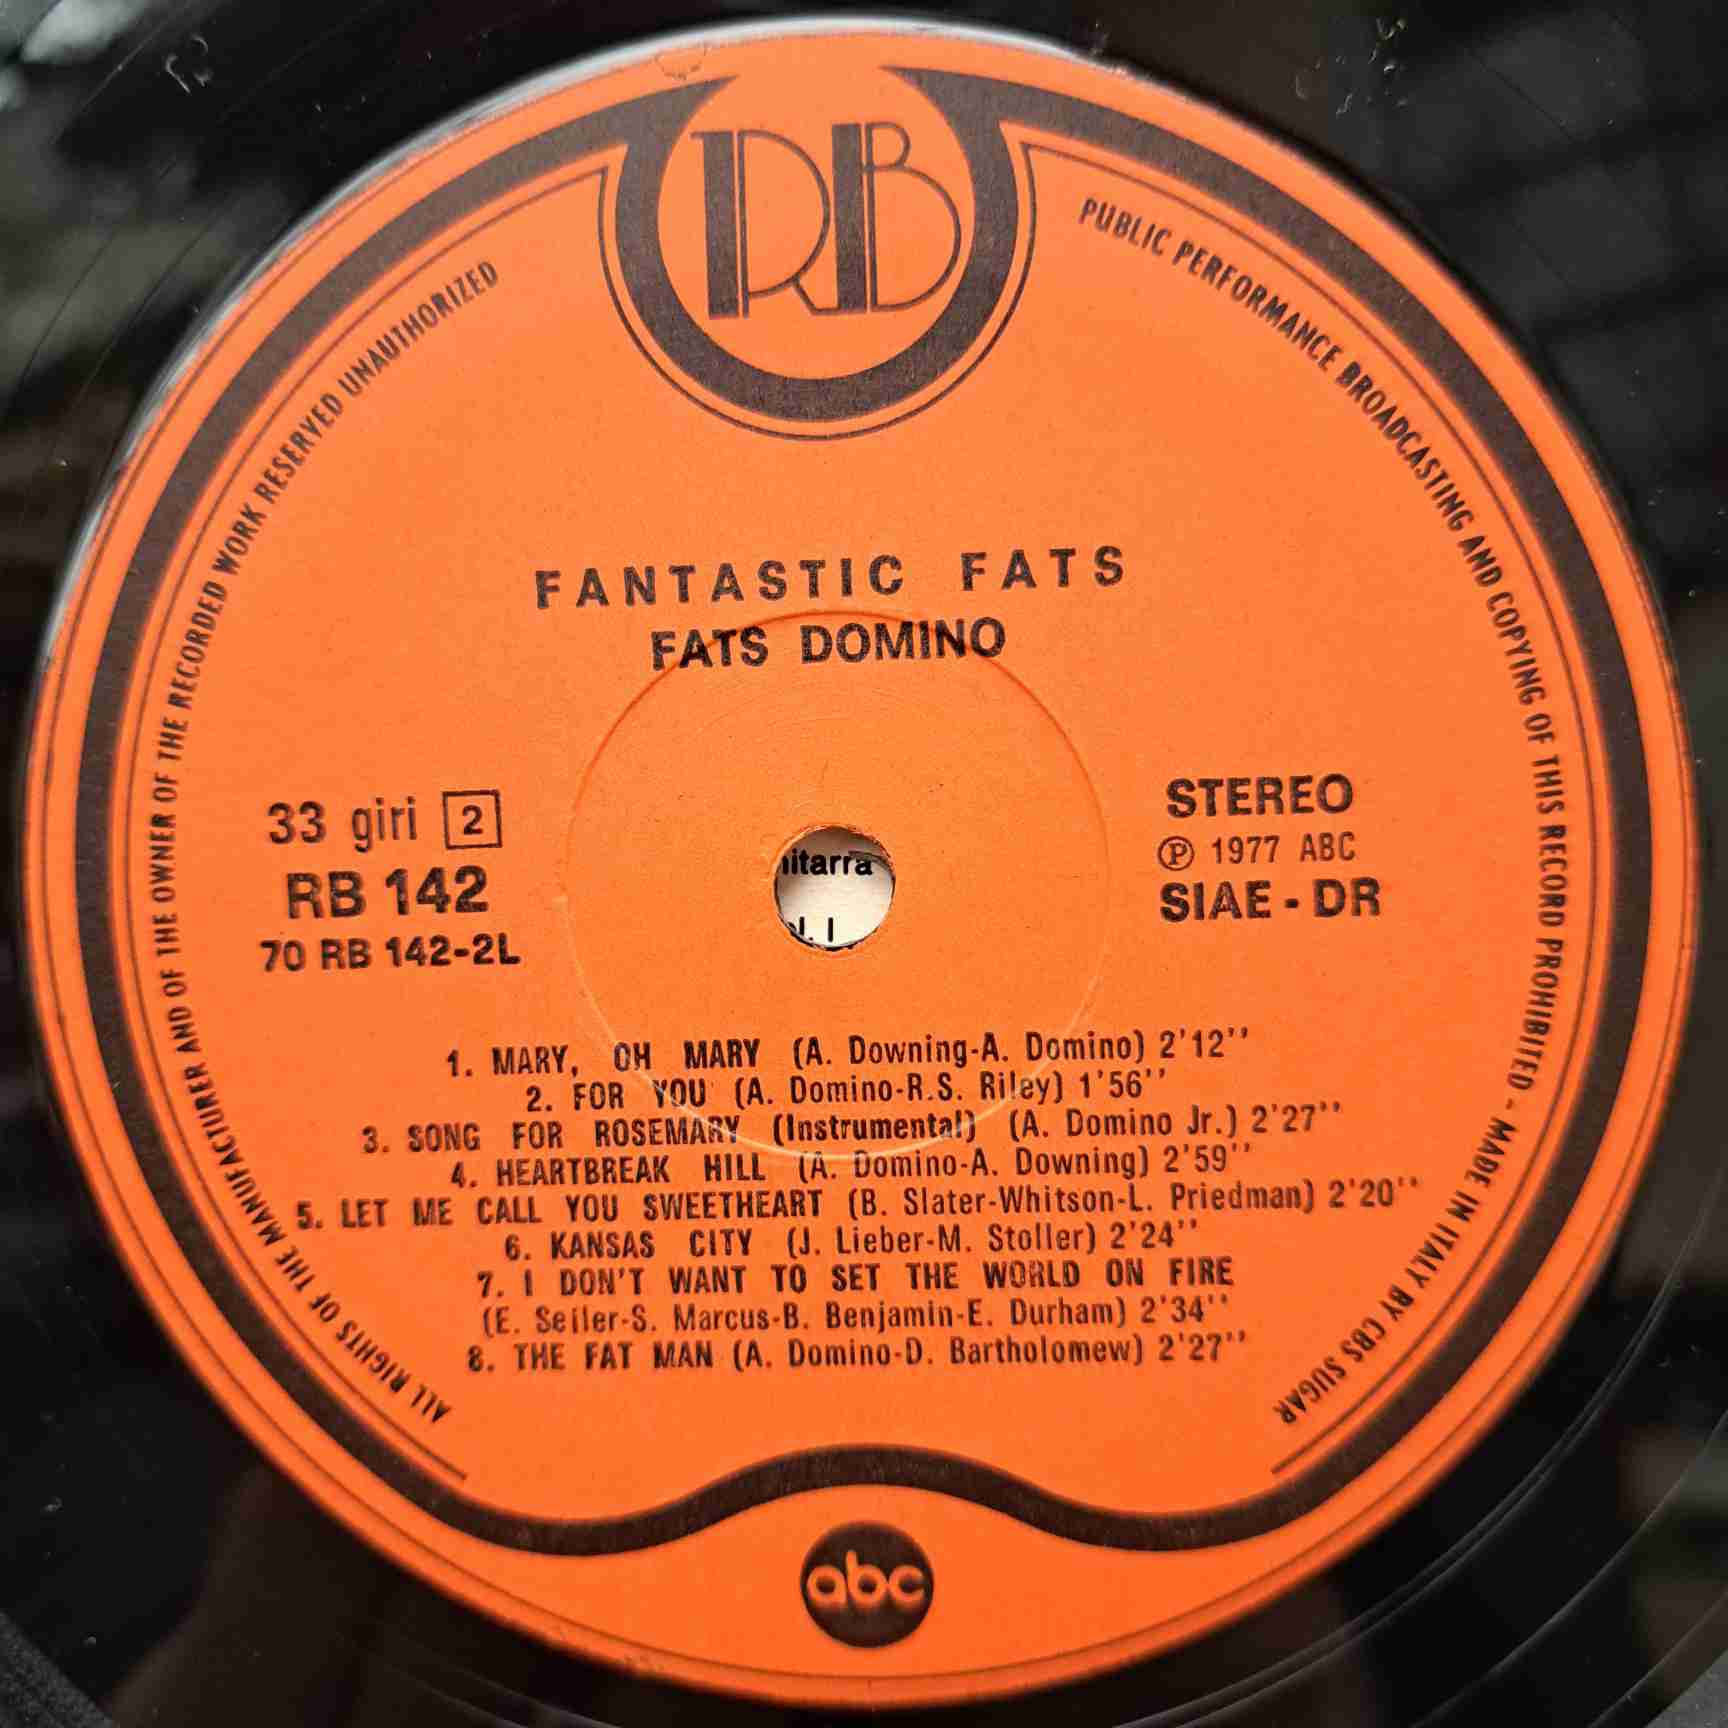 RB
ALL RIGHTS OF THE MANUFACTURER AND OF THE OWNER OF THE RECORDED WORK RESERVED UNAUTHORIZED
PUBLIC PERFORMANCE BROADCASTING AND COPYING OF THIS RECORD PROHIBITED - MADE IN ITALY BY CBS SUGAR
FANTASTIC FATS
FATS DOMINO
33 giri 2
RB 142
70 RB 142-2L
STEREO
℗ 1977 ABC
SIAE - DR
1. MARY, OH MARY (A. Downing-A. Domino) 2'12''
2. FOR YOU (A. Domino-R.S. Riley) 1'56''
3. SONG FOR ROSEMARY (Instrumental) (A. Domino Jr.) 2'27''
4. HEARTBREAK HILL (A. Domino-A. Downing) 2'59''
5. LET ME CALL YOU SWEETHEART (B. Slater-Whitson-L. Priedman) 2'20''
6. KANSAS CITY (J. Lieber-M. Stoller) 2'24''
7. I DON'T WANT TO SET THE WORLD ON FIRE
(E. Seiler-S. Marcus-B. Benjamin-E. Durham) 2'34''
8. THE FAT MAN (A. Domino-D. Bartholomew) 2'27''
abc